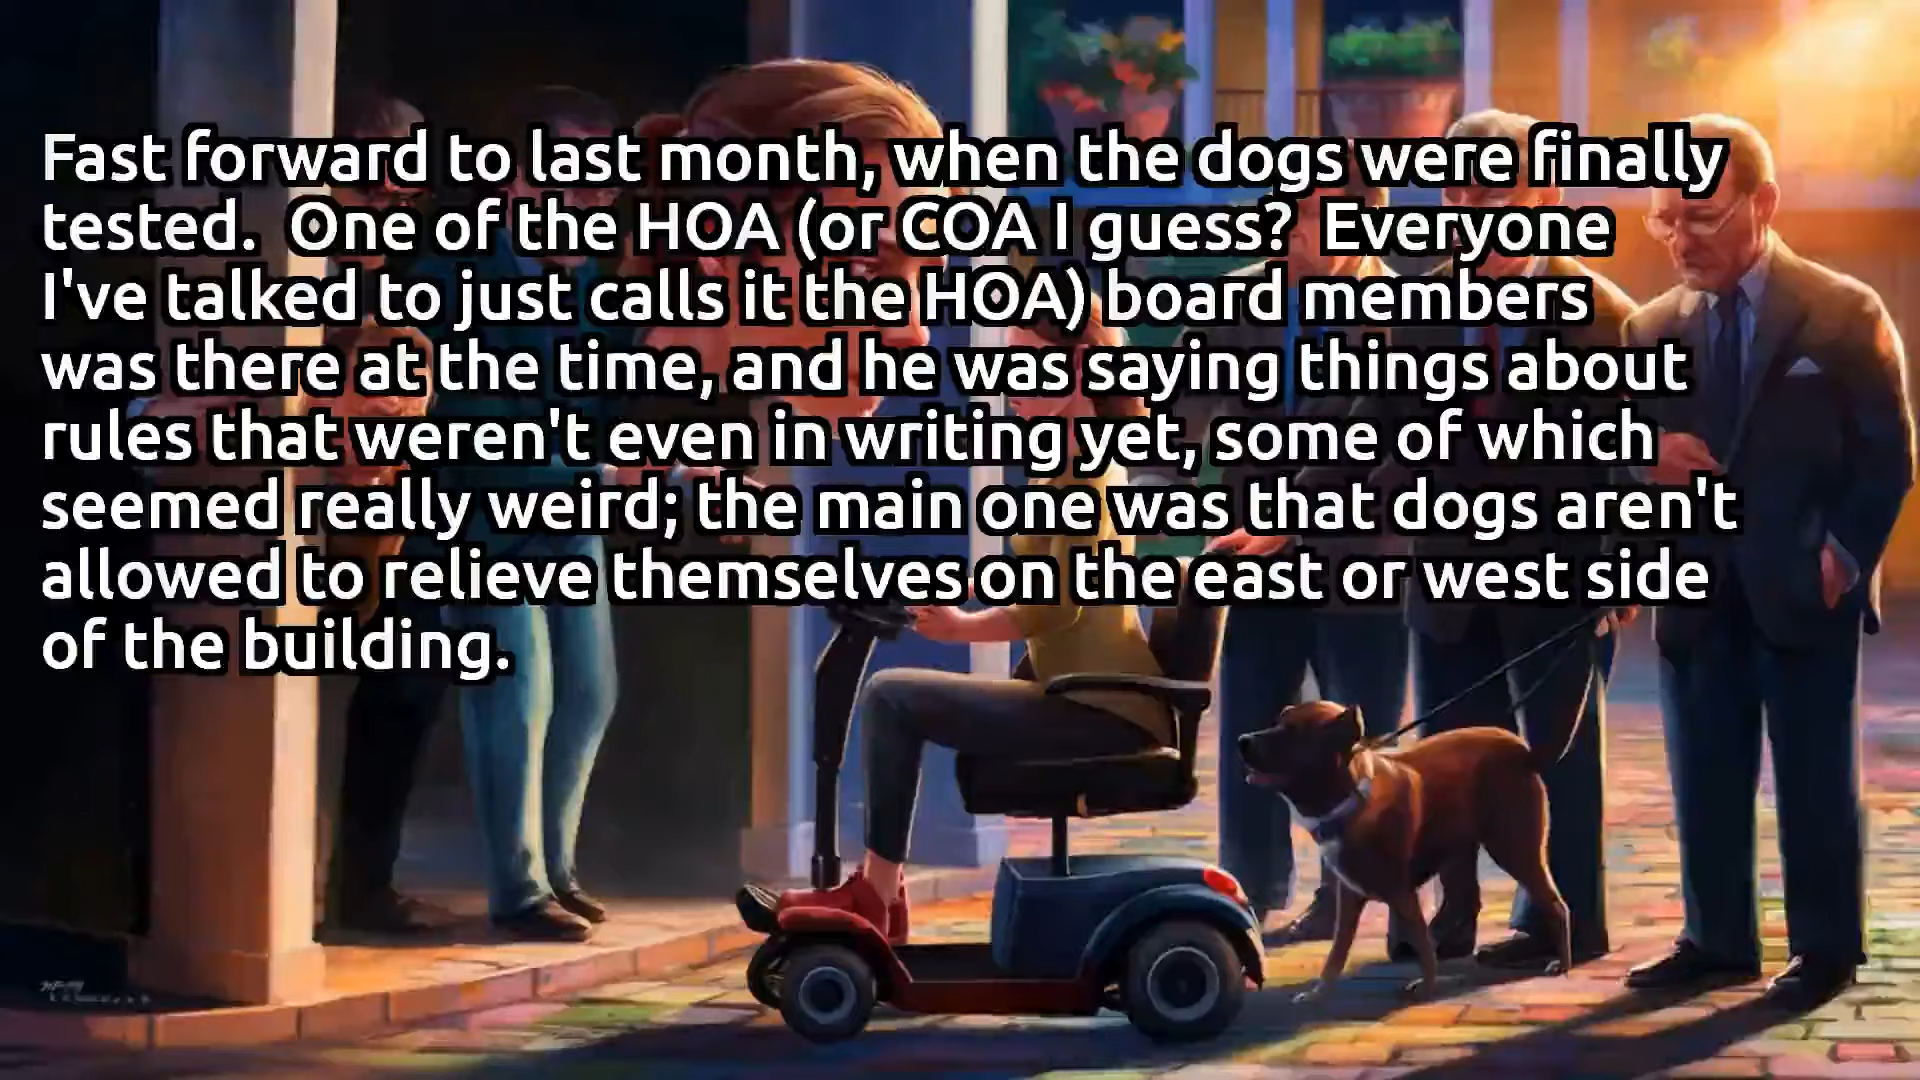 Fast forward to last month, when the dogs were finally
tested.  One of the HOA (or COA I guess?  Everyone
I've talked to just calls it the HOA) board members
was there at the time, and he was saying things about
rules that weren't even in writing yet, some of which
seemed really weird; the main one was that dogs aren't
allowed to relieve themselves on the east or west side
of the building.